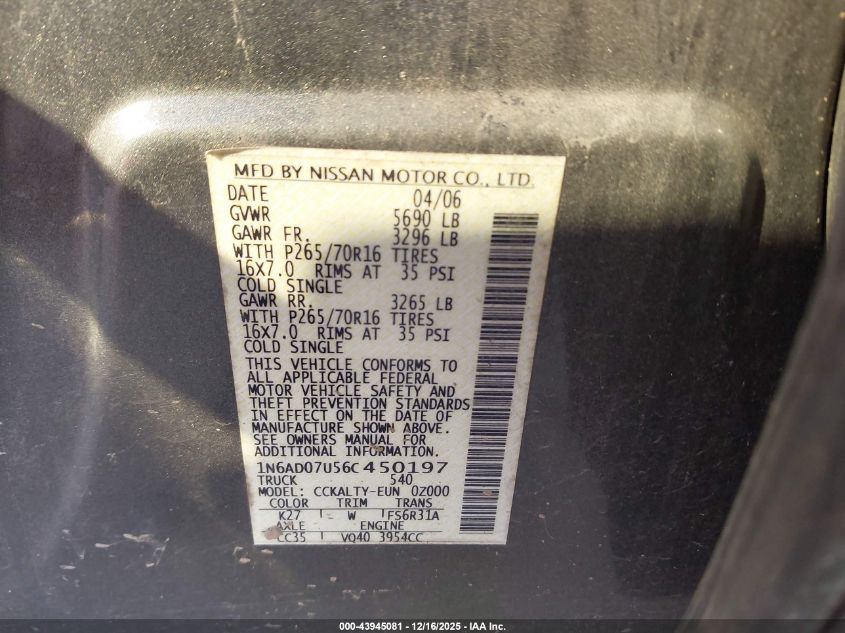 MFD BY NISSAN MOTOR CO., LTD.
DATE 04/06
GVWR 5690 LB
GAWR FR. 3296 LB
WITH P265/70R16 TIRES
16X7.0 RIMS AT 35 PSI
COLD SINGLE
GAWR RR. 3265 LB
WITH P265/70R16 TIRES
16X7.0 RIMS AT 35 PSI
COLD SINGLE
THIS VEHICLE CONFORMS TO
ALL APPLICABLE FEDERAL
MOTOR VEHICLE SAFETY AND
THEFT PREVENTION STANDARDS
IN EFFECT ON THE DATE OF
MANUFACTURE SHOWN ABOVE.
SEE OWNERS MANUAL FOR
ADDITIONAL INFORMATION.
1N6AD07U56C450197
TRUCK 540
MODEL: CCKALTY-EUN 0Z000
COLOR TRIM TRANS
K27 W FS6R31A
AXLE ENGINE
CC35 VQ40 3954CC
000-43945081 - 12/16/2025 - IAA Inc.